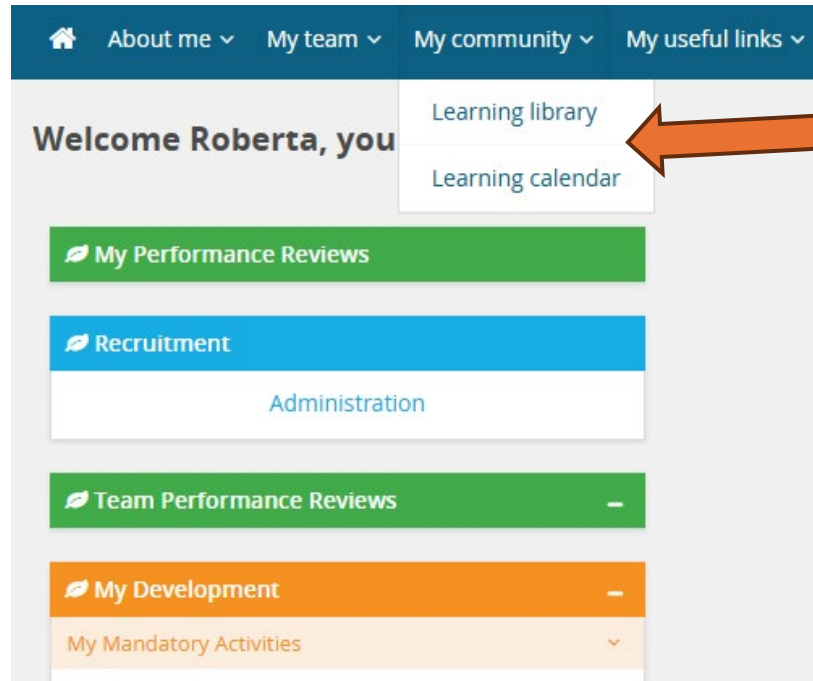 About me My team My community My useful links
Learning library
Welcome Roberta, you
Learning calendar
My Performance Reviews
Recruitment
Administration
Team Performance Reviews
My Development
My Mandatory Activities